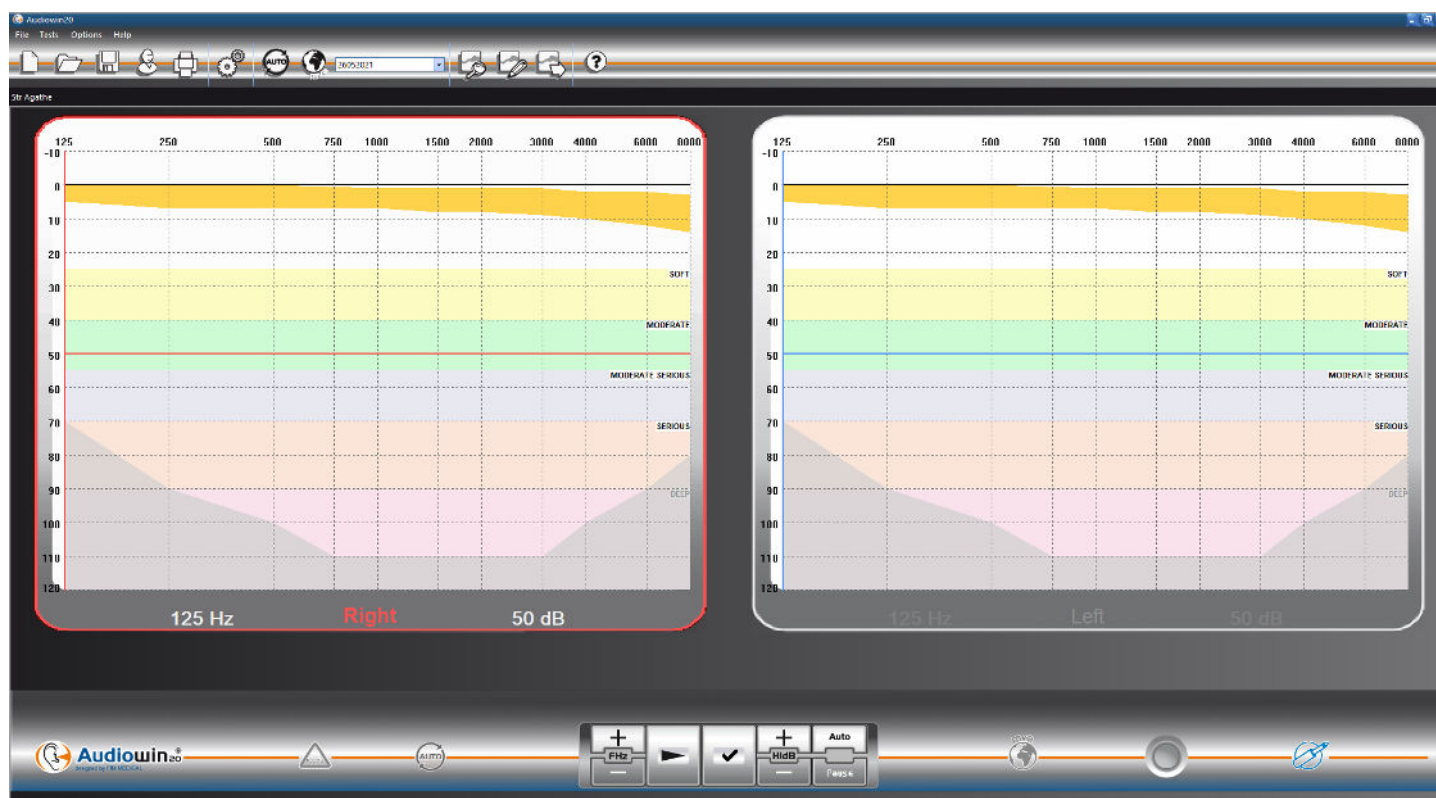 Audiowin20
File Tests Options Help
AUTO
26052021
?
Str Agathe
125 250 500 750 1000 1500 2000 3000 4000 6000 8000
-10
0
10
20
SOFT
30
40
MODERATE
50
MODERATE SERIOUS
60
70
SERIOUS
80
90
DEEP
100
110
120
125 Hz Right 50 dB
125 250 500 750 1000 1500 2000 3000 4000 6000 8000
-10
0
10
20
SOFT
30
40
MODERATE
50
MODERATE SERIOUS
60
70
SERIOUS
80
90
DEEP
100
110
120
125 Hz Left 50 dB
Audiowin20®
AUTO
+
FHz
-
+
HldB
-
Auto
Pause